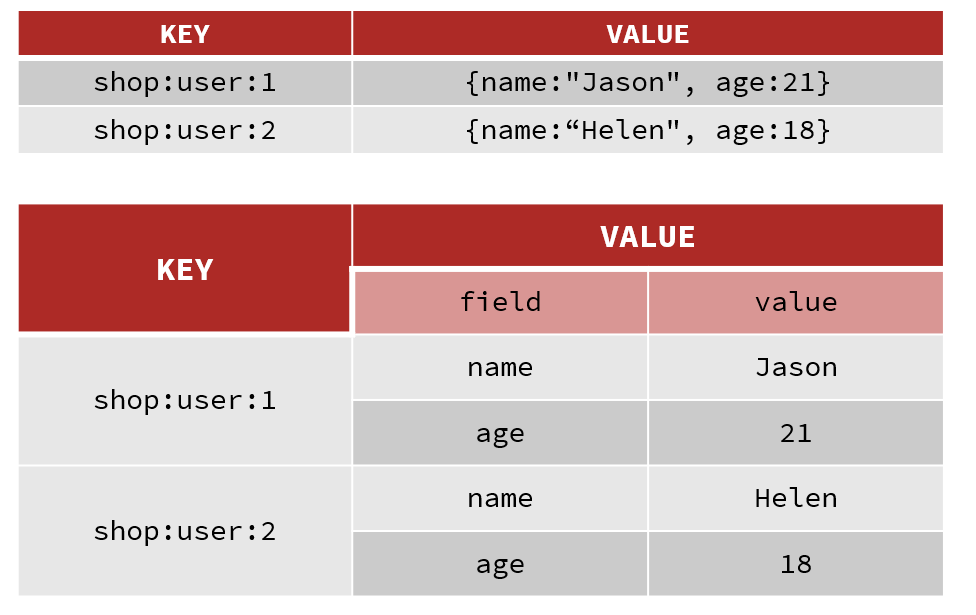 KEY VALUE
shop:user:1 {name:"Jason", age:21}
shop:user:2 {name:“Helen", age:18}
KEY VALUE
field value
shop:user:1 name Jason
age 21
shop:user:2 name Helen
age 18